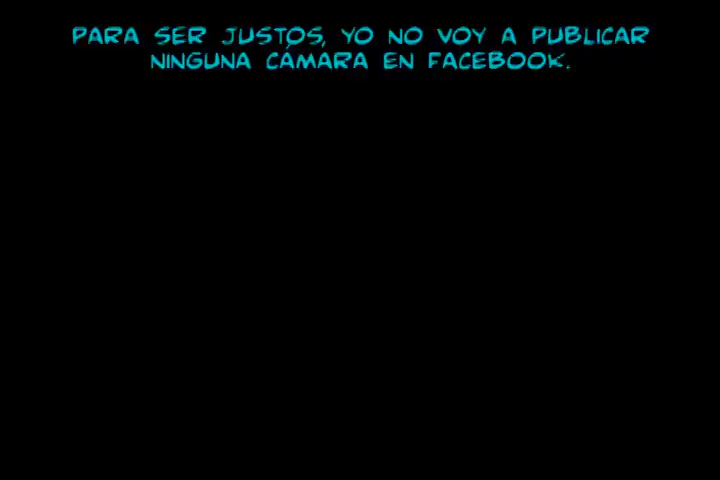 PARA SER JUSTOS, YO NO VOY A PUBLICAR
NINGUNA CÁMARA EN FACEBOOK.